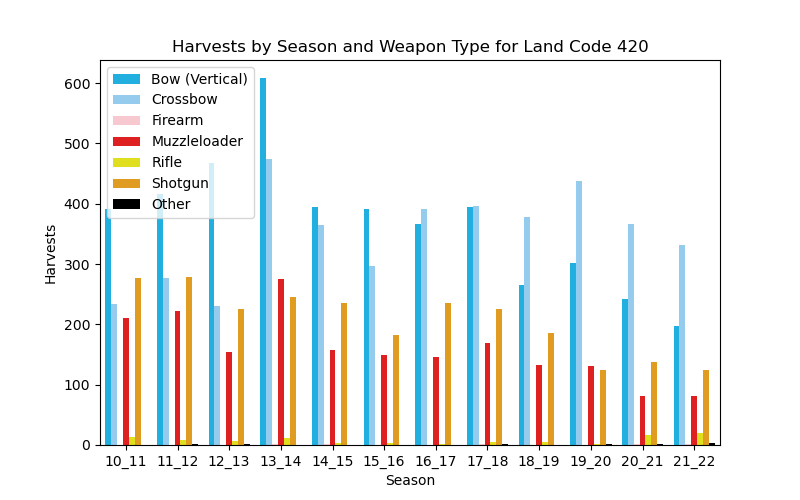 Harvests by Season and Weapon Type for Land Code 420
Harvests
600
500
400
300
200
100
0
Bow (Vertical)
Crossbow
Firearm
Muzzleloader
Rifle
Shotgun
Other
10_11 11_12 12_13 13_14 14_15 15_16 16_17 17_18 18_19 19_20 20_21 21_22
Season